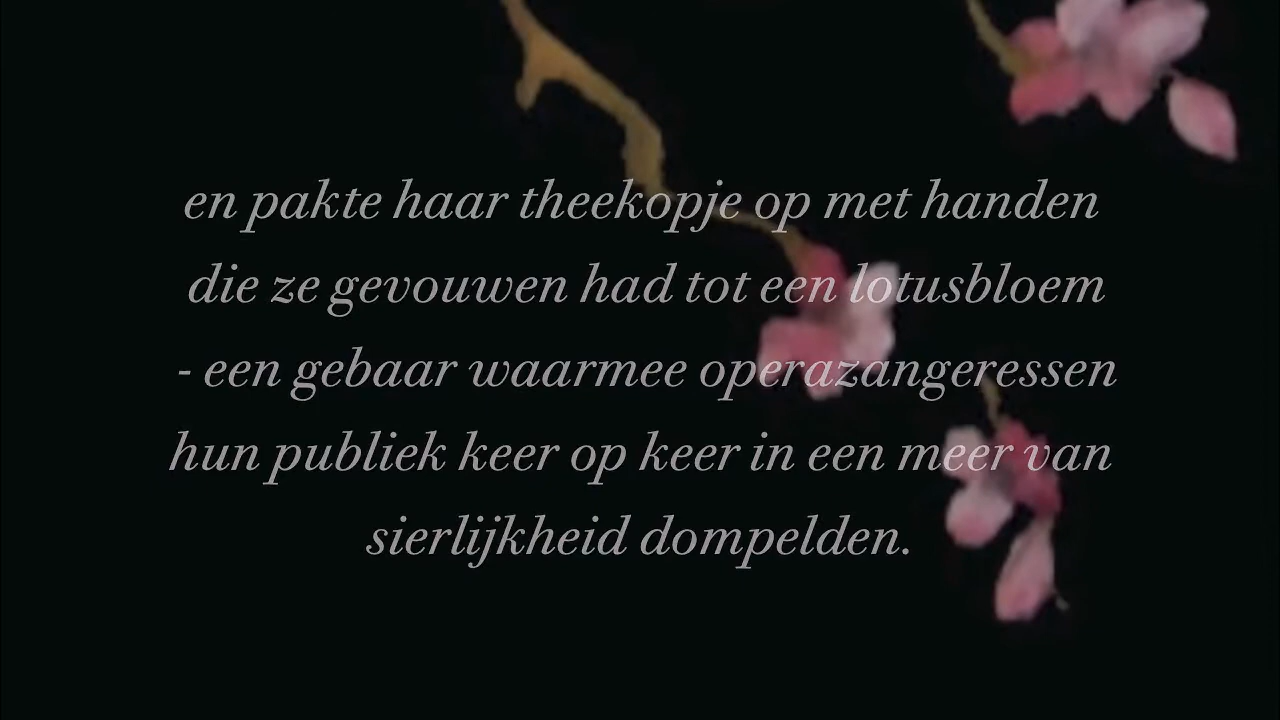 en pakte haar theekopje op met handen
die ze gevouwen had tot een lotusbloem
- een gebaar waarmee operazangeressen
hun publiek keer op keer in een meer van
sierlijkheid dompelden.